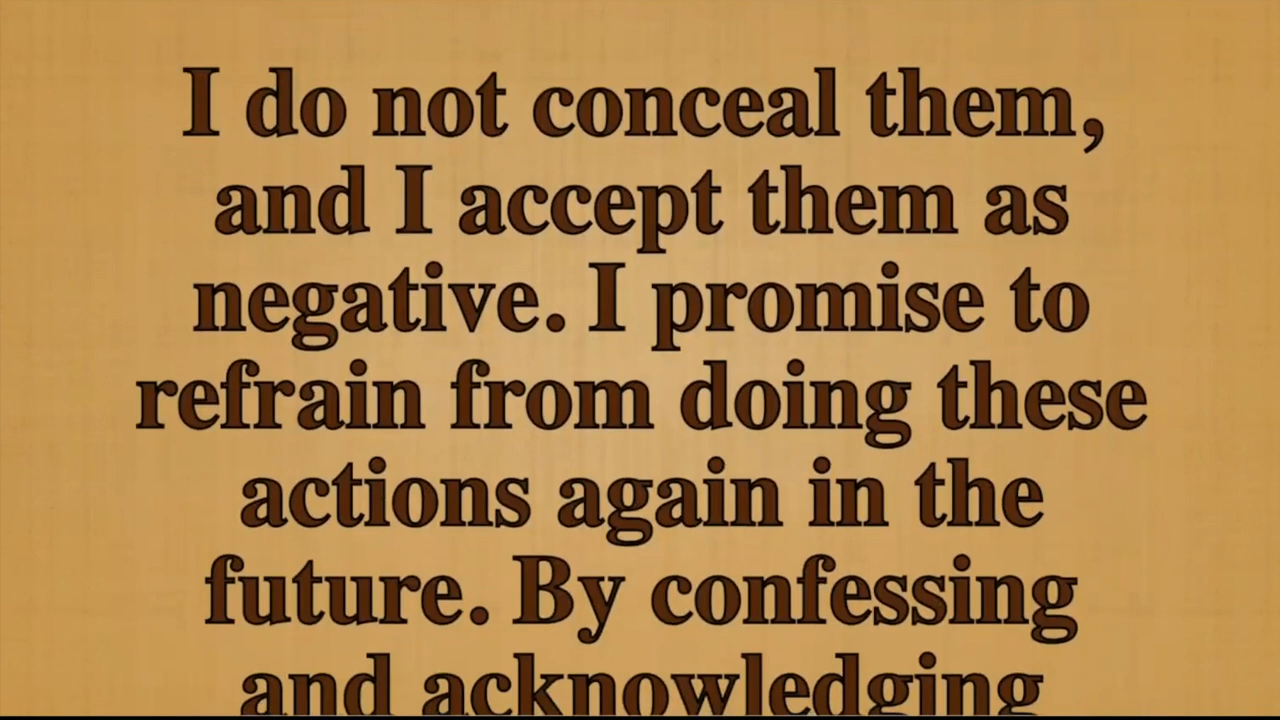 I do not conceal them,
and I accept them as
negative. I promise to
refrain from doing these
actions again in the
future. By confessing
and acknowledging